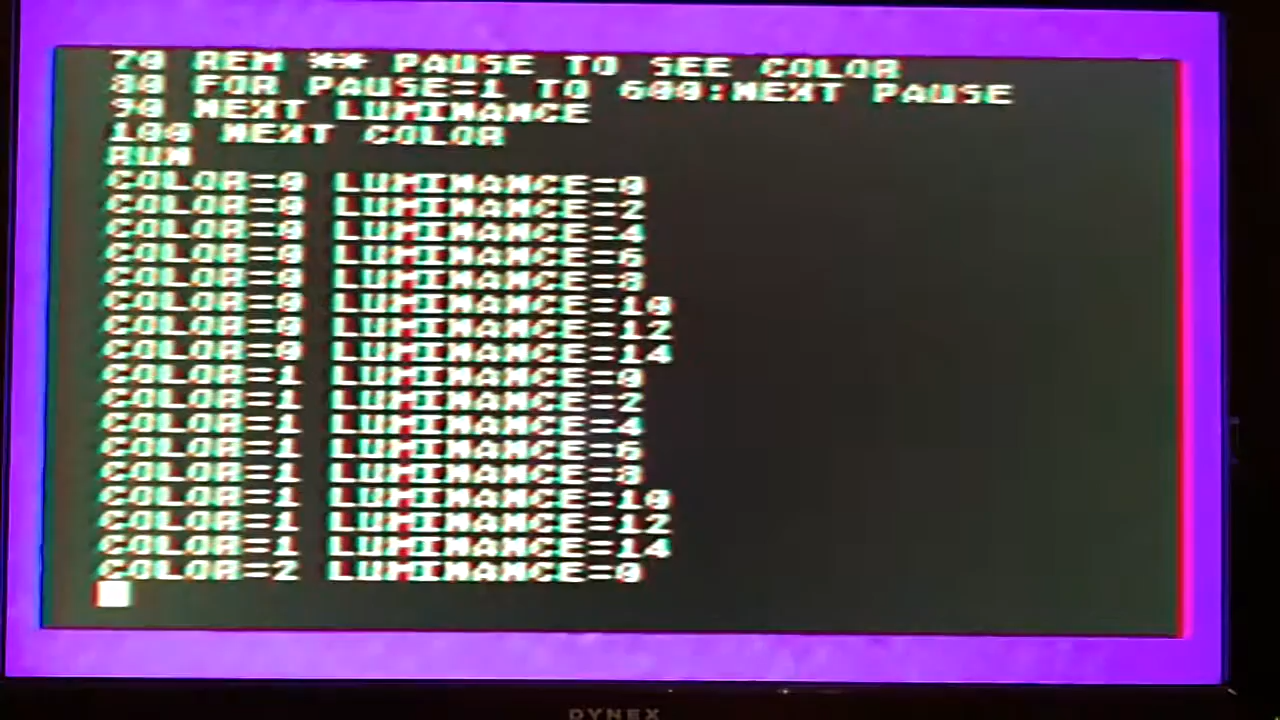 70 REM ** PAUSE TO SEE COLOR
80 FOR PAUSE=1 TO 600:NEXT PAUSE
90 NEXT LUMINANCE
100 NEXT COLOR
RUN
COLOR=0 LUMINANCE=0
COLOR=0 LUMINANCE=2
COLOR=0 LUMINANCE=4
COLOR=0 LUMINANCE=6
COLOR=0 LUMINANCE=8
COLOR=0 LUMINANCE=10
COLOR=0 LUMINANCE=12
COLOR=0 LUMINANCE=14
COLOR=1 LUMINANCE=0
COLOR=1 LUMINANCE=2
COLOR=1 LUMINANCE=4
COLOR=1 LUMINANCE=6
COLOR=1 LUMINANCE=8
COLOR=1 LUMINANCE=10
COLOR=1 LUMINANCE=12
COLOR=1 LUMINANCE=14
COLOR=2 LUMINANCE=0
DYNEX